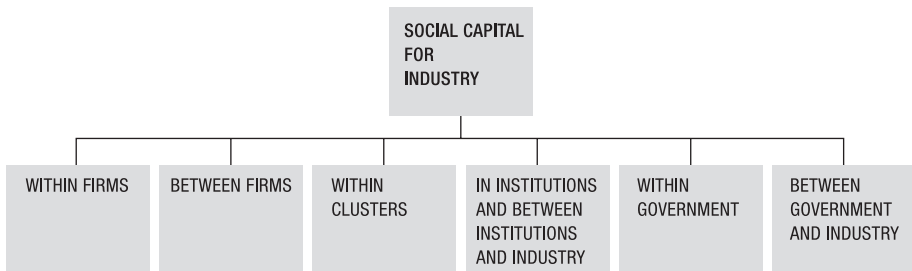 SOCIAL CAPITAL
FOR
INDUSTRY
WITHIN FIRMS
BETWEEN FIRMS
WITHIN
CLUSTERS
IN INSTITUTIONS
AND BETWEEN
INSTITUTIONS
AND INDUSTRY
WITHIN
GOVERNMENT
BETWEEN
GOVERNMENT
AND INDUSTRY